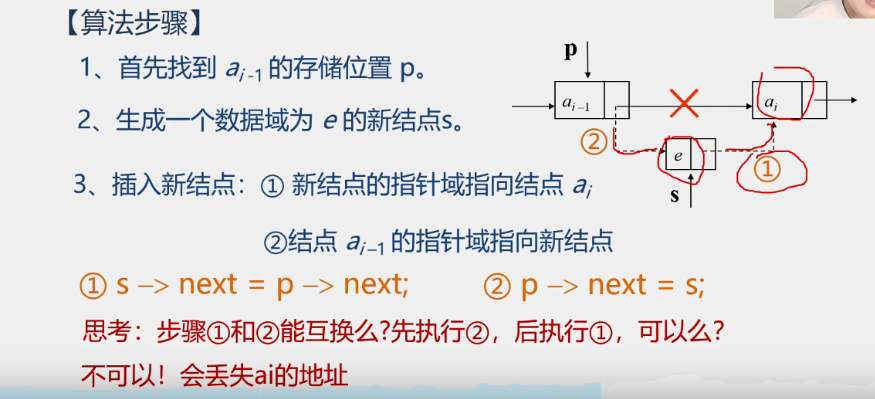 【算法步骤】
1、首先找到 ai-1 的存储位置 p。
2、生成一个数据域为 e 的新结点s。
3、插入新结点：① 新结点的指针域指向结点 ai
②结点 ai-1 的指针域指向新结点
① s –> next = p –> next;  ② p –> next = s;
思考：步骤①和②能互换么?先执行②，后执行①，可以么?
不可以！会丢失ai的地址
p
ai-1
ai
②
e
①
s